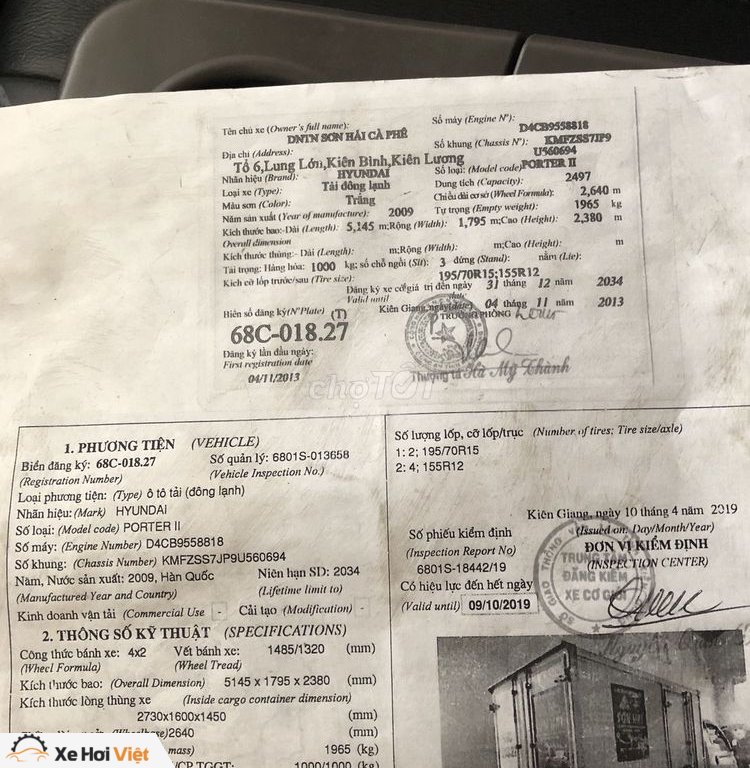 Tên chủ xe (Owner's full name):
DNTN SƠN HẢI CÀ PHÊ
Số máy (Engine N°): D4CB9558818
Địa chỉ (Address):
Số khung (Chassis N°): KMFZSS7JP9
U560694
Tổ 6,Lung Lớn,Kiên Bình,Kiên Lương
Nhãn hiệu (Brand): HYUNDAI
Số loại: (Model code) PORTER II
Loại xe (Type): Tải đông lạnh
Dung tích (Capacity): 2497
Màu sơn (Color): Trắng
Chiều dài cơ sở (Wheel Formula): 2,640 m
Năm sản xuất (Year of manufacture): 2009
Tự trọng (Empty weight): 1965 kg
Kích thước bao:-Dài (Length): 5,145 m;Rộng (Width): 1,795 m;Cao (Height): 2,380 m
Overall dimension
Kích thước thùng:- Dài (Length): m;Rộng (Width): m;Cao (Height): m
Tải trọng: Hàng hóa: 1000 kg; số chỗ ngồi (Sit): 3 đứng (Stand): nằm (Lie):
Kích cỡ lốp trước/sau (Tire size): 195/70R15;155R12
Đăng ký xe có giá trị đến ngày 31 tháng 12 năm 2034
Valid until date
Biển số đăng ký(N°Plate) (T)
Kiên Giang,ngày(date) 04 tháng 11 năm 2013
TRƯỞNG PHÒNG
68C-018.27
Đăng ký lần đầu ngày:
First registration date
04/11/2013
Thượng tá Hà Mỹ Thành
chợTỐT
1. PHƯƠNG TIỆN (VEHICLE)
Biển đăng ký: 68C-018.27 Số quản lý: 6801S-013658
(Registration Number) (Vehicle Inspection No.)
Loại phương tiện: (Type) ô tô tải (đông lạnh)
Nhãn hiệu: (Mark) HYUNDAI
Số loại: (Model code) PORTER II
Số máy: (Engine Number) D4CB9558818
Số khung: (Chassis Number) KMFZSS7JP9U560694
Năm, Nước sản xuất: 2009, Hàn Quốc Niên hạn SD: 2034
(Manufactured Year and Country) (Lifetime limit to)
Kinh doanh vận tải (Commercial Use - Cải tạo (Modification) -
2. THÔNG SỐ KỸ THUẬT (SPECIFICATIONS)
Công thức bánh xe: 4x2 Vết bánh xe: 1485/1320 (mm)
(Wheel Formula) (Wheel Tread)
Kích thước bao: (Overall Dimension) 5145 x 1795 x 2380 (mm)
Kích thước lòng thùng xe (Inside cargo container dimension)
2730x1600x1450 (mm)
2640 (mm)
mass) 1965 (kg)
/CP TGGT: 1000/1000 (kg)
Số lượng lốp, cỡ lốp/trục (Number of tires; Tire size/axle)
1: 2; 195/70R15
2: 4; 155R12
Kiên Giang, ngày 10 tháng 4 năm 2019
(Issued on: Day/Month/Year)
Số phiếu kiểm định
ĐƠN VỊ KIỂM ĐỊNH
(Inspection Report No)
(INSPECTION CENTER)
6801S-18442/19
Có hiệu lực đến hết ngày
(Valid until) 09/10/2019
TRUNG TÂM
ĐĂNG KIỂM
XE CƠ GIỚI
Xe Hơi Việt